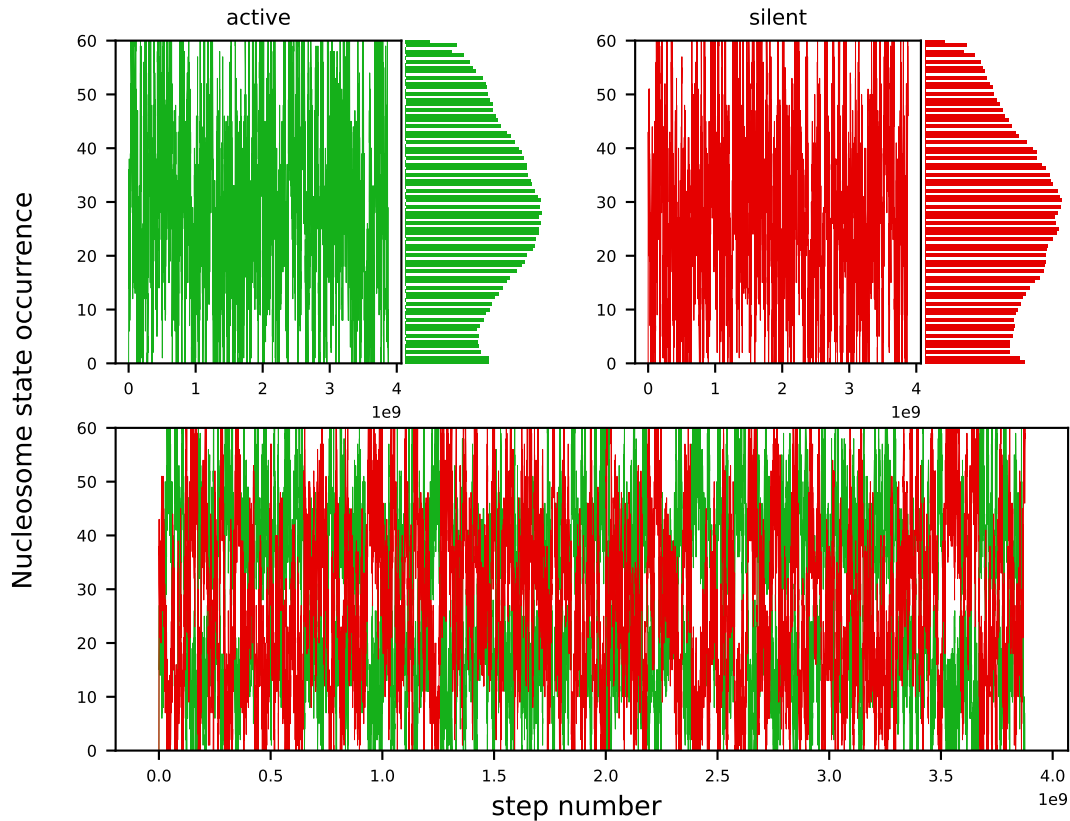 active silent
60 60
50 50
40 40
30 30
20 20
10 10
0 0
0 1 2 3 4 0 1 2 3 4
1e9 1e9
Nucleosome state occurrence
60
50
40
30
20
10
0
0.0 0.5 1.0 1.5 2.0 2.5 3.0 3.5 4.0
1e9
step number